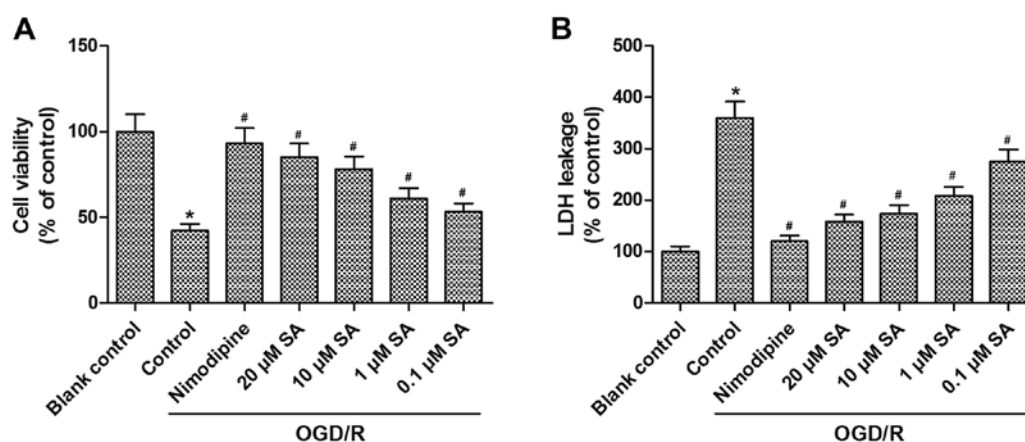 A
Cell viability
(% of control)
150
100
50
0
*
#
#
#
#
#
Blank control
Control
Nimodipine
20 μM SA
10 μM SA
1 μM SA
0.1 μM SA
OGD/R
B
LDH leakage
(% of control)
500
400
300
200
100
0
*
#
#
#
#
#
Blank control
Control
Nimodipine
20 μM SA
10 μM SA
1 μM SA
0.1 μM SA
OGD/R